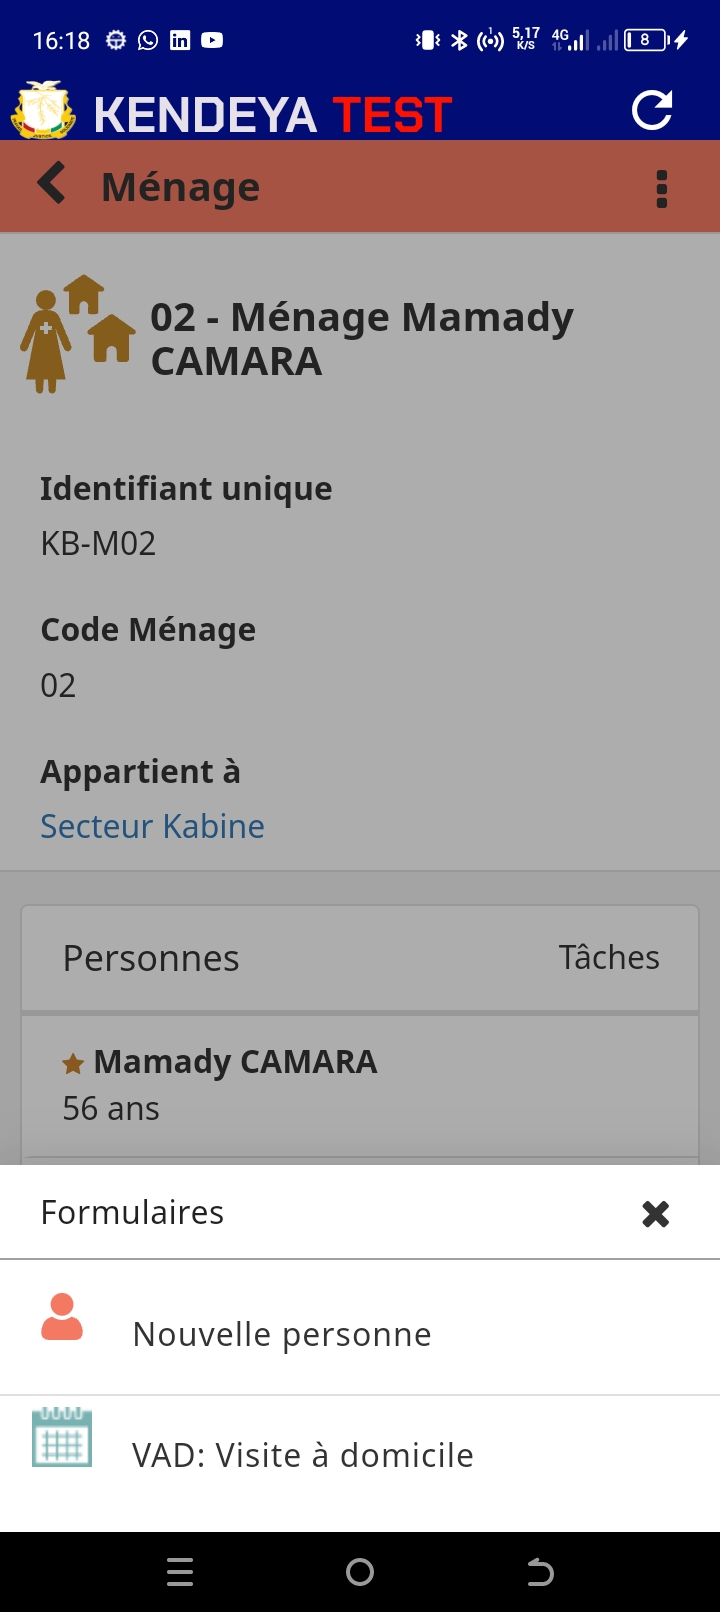 16:18
5,17
K/S
4G
8
KENDEYA TEST
Ménage
02 - Ménage Mamady
CAMARA
Identifiant unique
KB-M02
Code Ménage
02
Appartient à
Secteur Kabine
Personnes Tâches
Mamady CAMARA
56 ans
Formulaires
Nouvelle personne
VAD: Visite à domicile